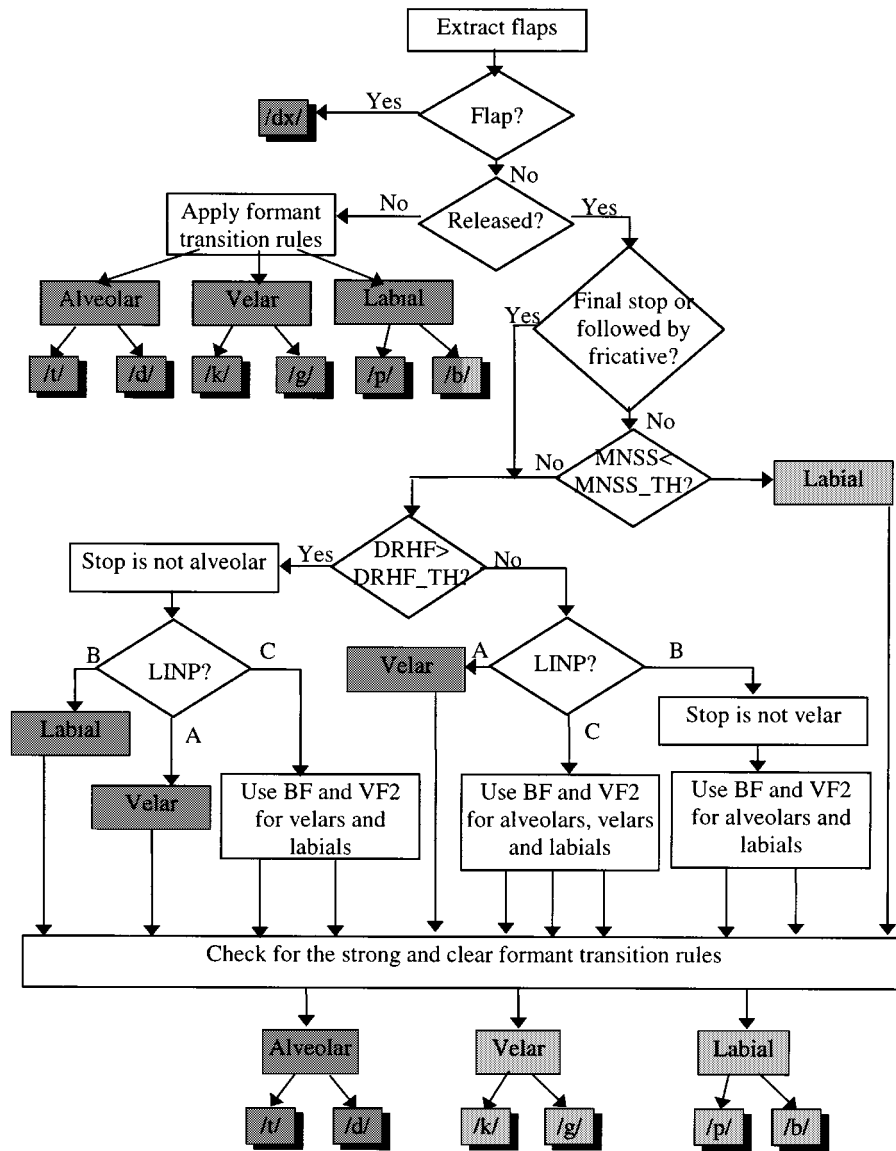 Extract flaps
Yes
/dx/
Flap?
No
No
Apply formant
transition rules
Released?
Yes
Alveolar
Velar
Labial
Yes
Final stop or
followed by
fricative?
/t/
/d/
/k/
/g/
/p/
/b/
No
No
MNSS<
MNSS_TH?
Labial
Stop is not alveolar
Yes
DRHF>
DRHF_TH?
No
B
LINP?
C
Velar
A
LINP?
B
Labial
A
Stop is not velar
C
Velar
Use BF and VF2
for velars and
labials
Use BF and VF2
for alveolars, velars
and labials
Use BF and VF2
for alveolars and
labials
Check for the strong and clear formant transition rules
Alveolar
Velar
Labial
/t/
/d/
/k/
/g/
/p/
/b/